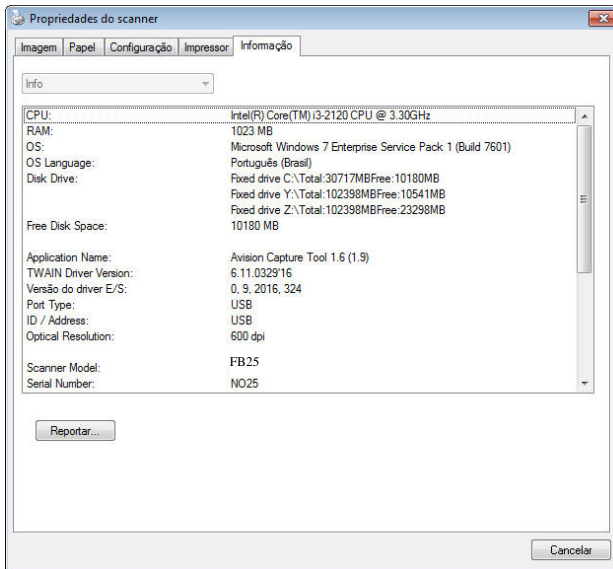 Propriedades do scanner
Imagem Papel Configuração Impressor Informação
Info
CPU: Intel(R) Core(TM) i3-2120 CPU @ 3.30GHz
RAM: 1023 MB
OS: Microsoft Windows 7 Enterprise Service Pack 1 (Build 7601)
OS Language: Português (Brasil)
Disk Drive: Fixed drive C:\Total:30717MBFree:10180MB
Fixed drive Y:\Total:102398MBFree:10541MB
Fixed drive Z:\Total:102398MBFree:23298MB
Free Disk Space: 10180 MB
Application Name: Avision Capture Tool 1.6 (1.9)
TWAIN Driver Version: 6.11.0329'16
Versão do driver E/S: 0, 9, 2016, 324
Port Type: USB
ID / Address: USB
Optical Resolution: 600 dpi
Scanner Model: FB25
Serial Number: NO25
Reportar...
Cancelar